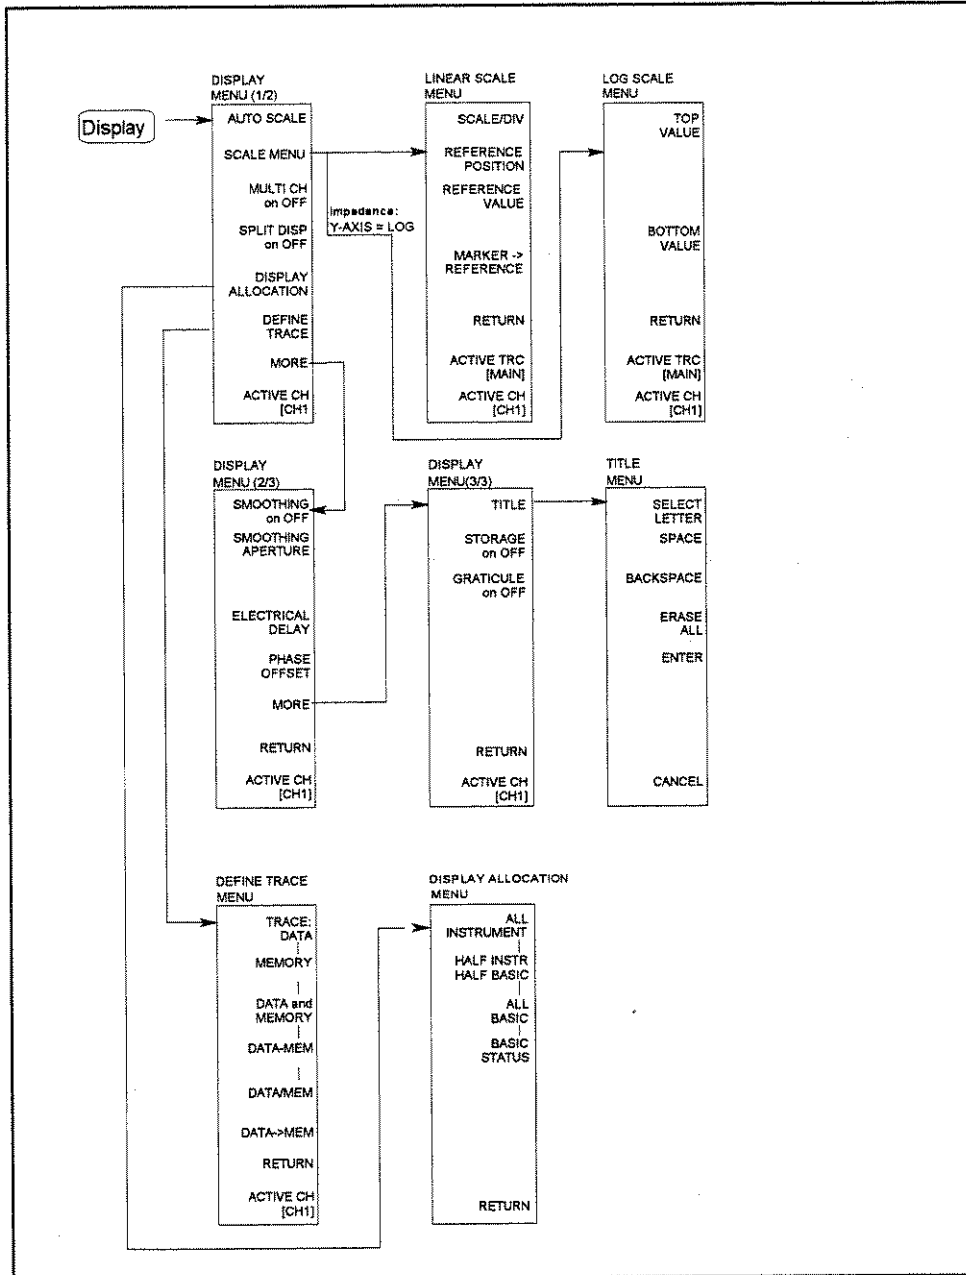 DISPLAY
MENU (1/2)
Display
AUTO SCALE
SCALE MENU
MULTI CH
on OFF
SPLIT DISP
on OFF
DISPLAY
ALLOCATION
DEFINE
TRACE
MORE
ACTIVE CH
[CH1
Impedance:
Y-AXIS = LOG
LINEAR SCALE
MENU
SCALE/DIV
REFERENCE
POSITION
REFERENCE
VALUE
MARKER ->
REFERENCE
RETURN
ACTIVE TRC
[MAIN]
ACTIVE CH
[CH1]
LOG SCALE
MENU
TOP
VALUE
BOTTOM
VALUE
RETURN
ACTIVE TRC
[MAIN]
ACTIVE CH
[CH1]
DISPLAY
MENU (2/3)
SMOOTHING
on OFF
SMOOTHING
APERTURE
ELECTRICAL
DELAY
PHASE
OFFSET
MORE
RETURN
ACTIVE CH
[CH1]
DISPLAY
MENU(3/3)
TITLE
STORAGE
on OFF
GRATICULE
on OFF
RETURN
ACTIVE CH
[CH1]
TITLE
MENU
SELECT
LETTER
SPACE
BACKSPACE
ERASE
ALL
ENTER
CANCEL
DEFINE TRACE
MENU
TRACE:
DATA
MEMORY
DATA and
MEMORY
DATA-MEM
DATA/MEM
DATA->MEM
RETURN
ACTIVE CH
[CH1]
DISPLAY ALLOCATION
MENU
ALL
INSTRUMENT
HALF INSTR
HALF BASIC
ALL
BASIC
BASIC
STATUS
RETURN